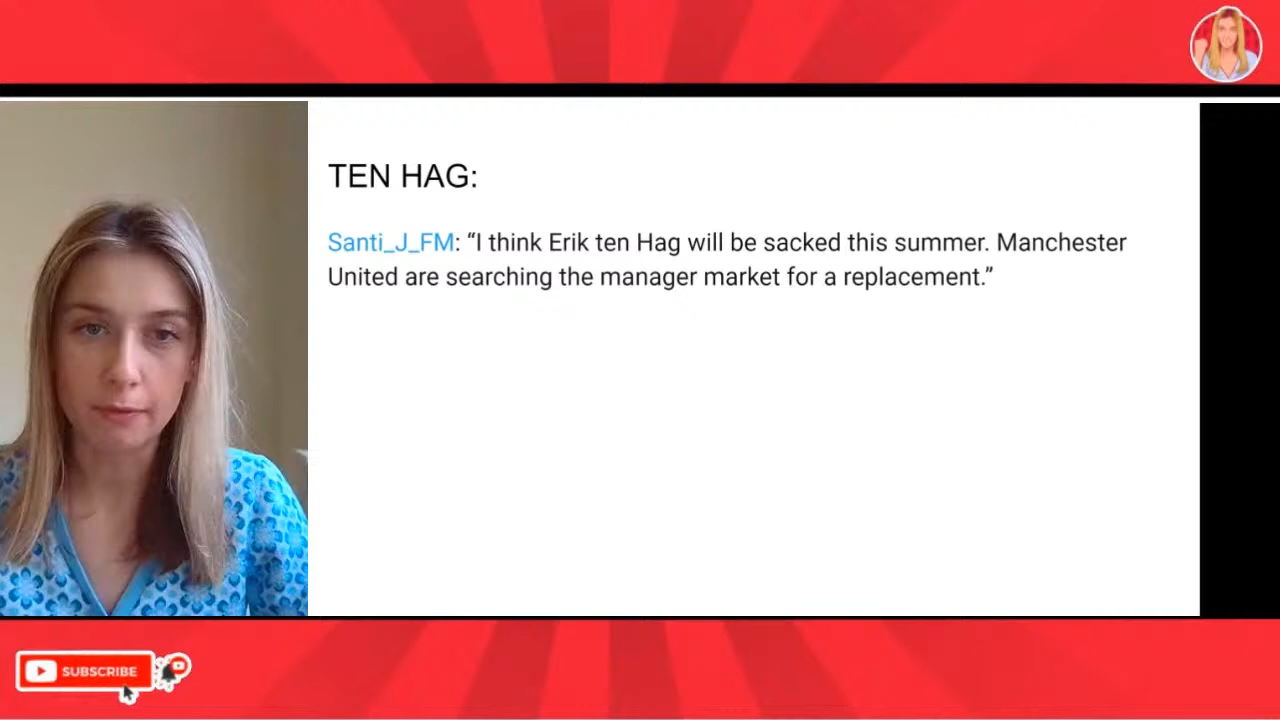 TEN HAG:
Santi_J_FM: “I think Erik ten Hag will be sacked this summer. Manchester
United are searching the manager market for a replacement.”
SUBSCRIBE